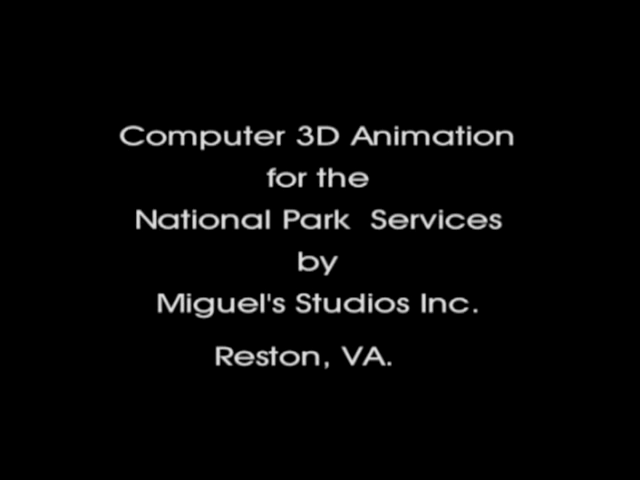 Computer 3D Animation
for the
National Park  Services
by
Miguel's Studios Inc.
Reston, VA.